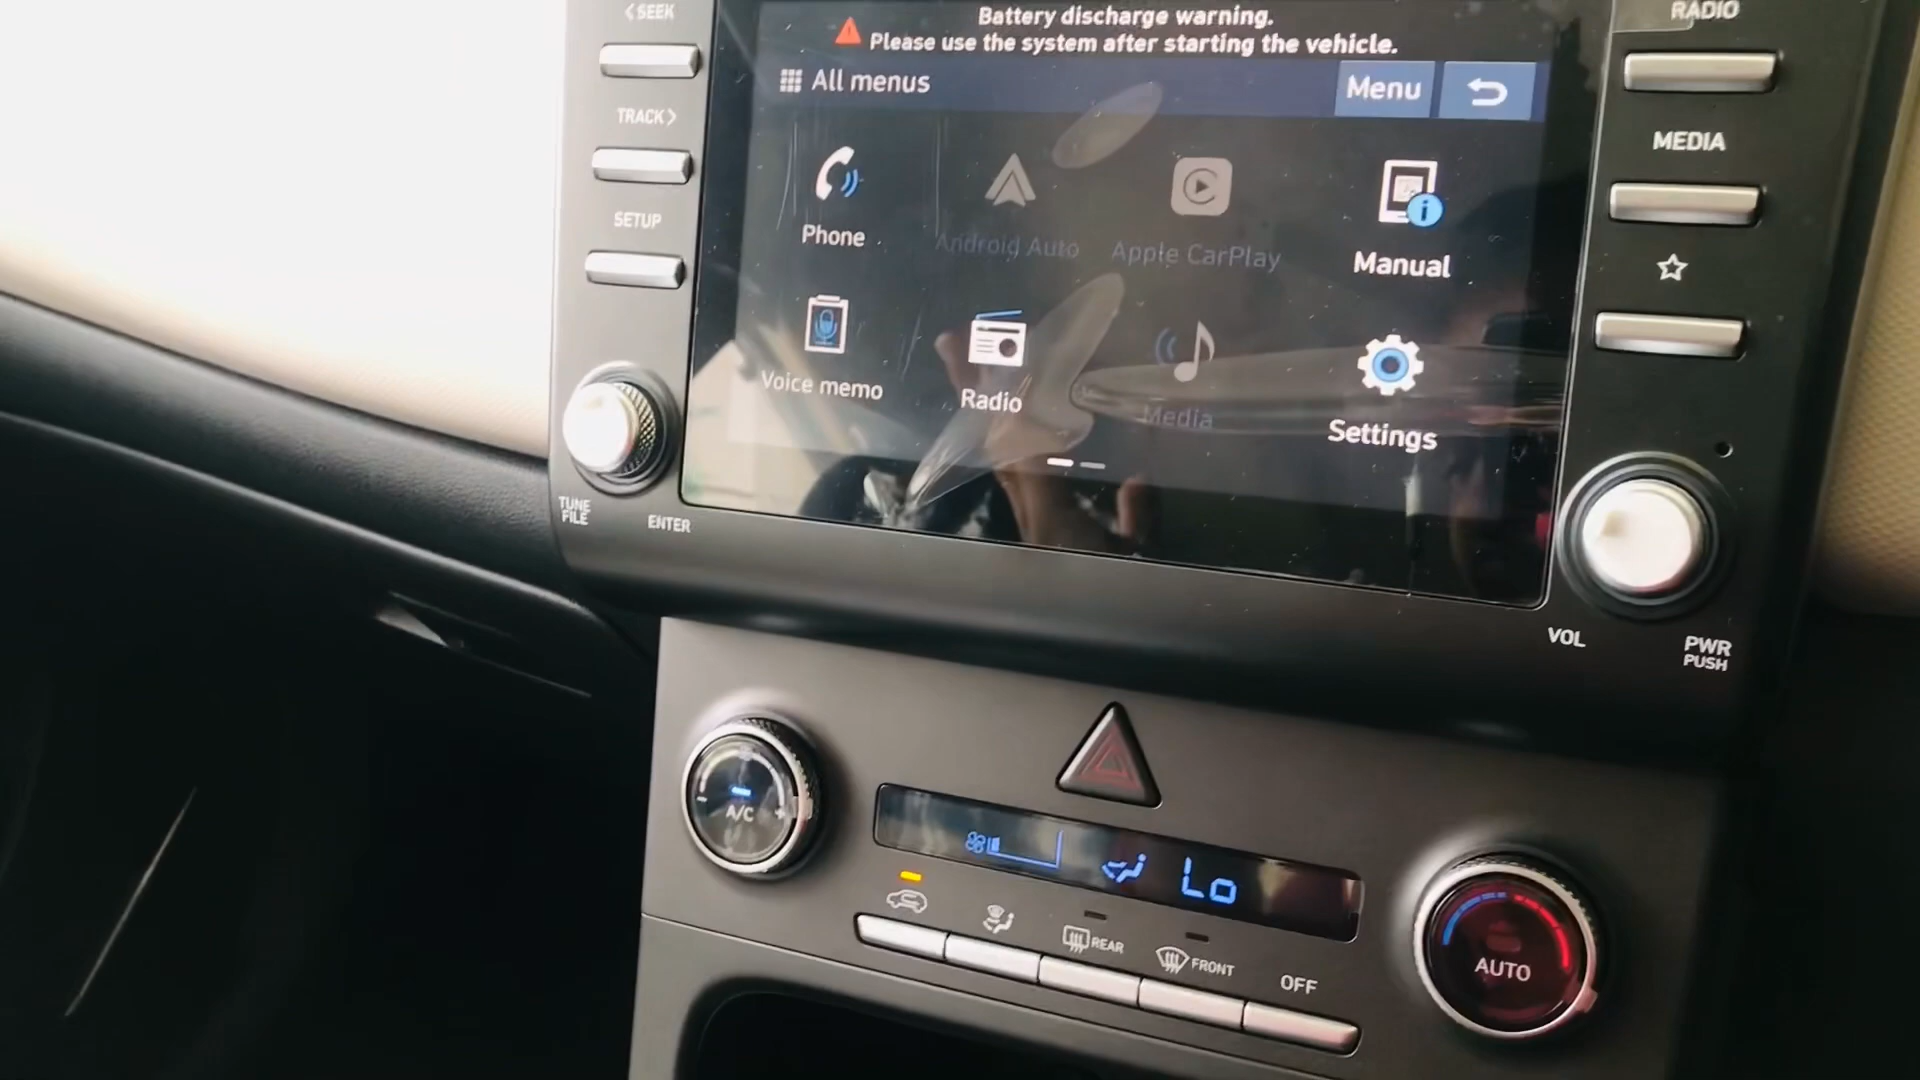 < SEEK
TRACK >
SETUP
TUNE
FILE
ENTER
Battery discharge warning.
Please use the system after starting the vehicle.
All menus
Menu
Phone
Android Auto
Apple CarPlay
Manual
Voice memo
Radio
Media
Settings
RADIO
MEDIA
VOL
PWR
PUSH
A/C
Lo
REAR
FRONT
OFF
AUTO